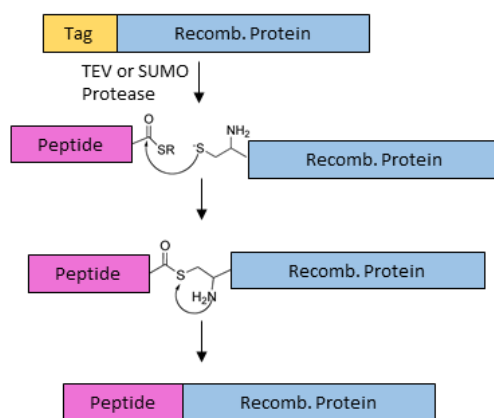 Tag Recomb. Protein
TEV or SUMO
Protease
O NH₂
Peptide SR ⁻S Recomb. Protein
O
Peptide S Recomb. Protein
H₂N
Peptide Recomb. Protein